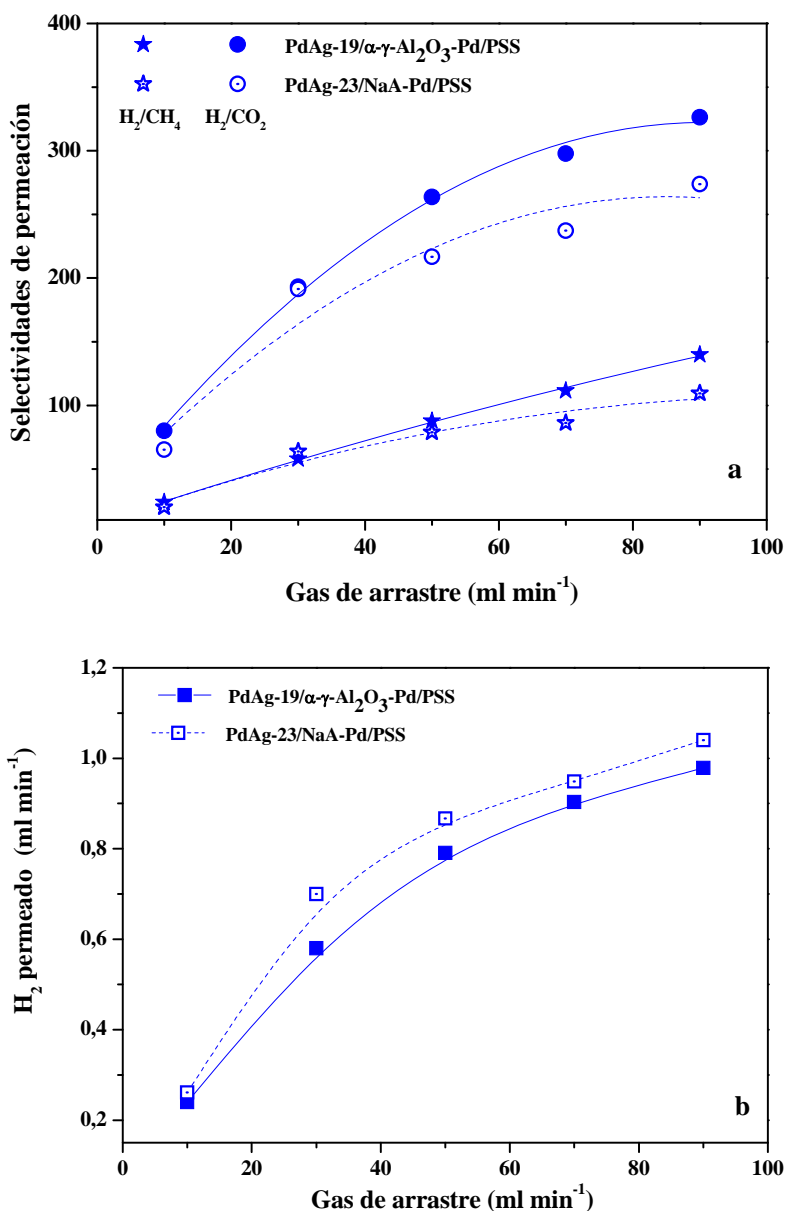 400
300
200
100
Selectividades de permeación
PdAg-19/α-γ-Al2O3-Pd/PSS
PdAg-23/NaA-Pd/PSS
H2/CH4 H2/CO2
a
0 20 40 60 80 100
Gas de arrastre (ml min-1)
1,2
1,0
0,8
0,6
0,4
0,2
H2 permeado (ml min-1)
PdAg-19/α-γ-Al2O3-Pd/PSS
PdAg-23/NaA-Pd/PSS
b
0 20 40 60 80 100
Gas de arrastre (ml min-1)